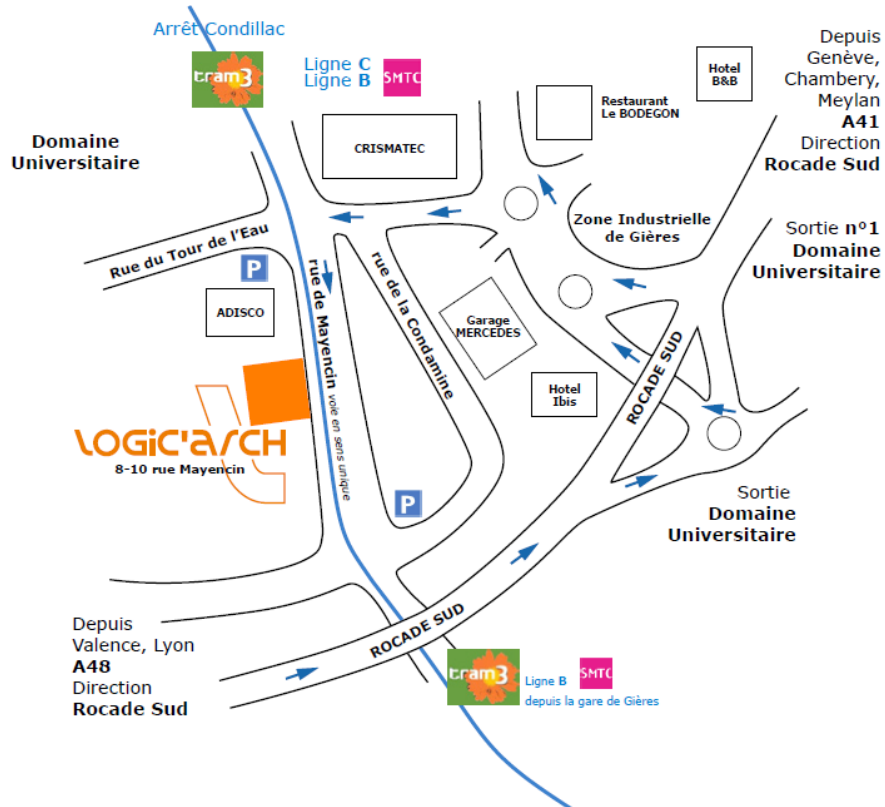 Arrêt Condillac
tram3
Ligne C
Ligne B
SMTC
Domaine
Universitaire
CRISMATEC
Restaurant
Le BODEGON
Hotel
B&B
Depuis
Genève,
Chambery,
Meylan
A41
Direction
Rocade Sud
Zone Industrielle
de Gières
Sortie n°1
Domaine
Universitaire
Rue du Tour de l'Eau
P
ADISCO
rue de Mayencin voie en sens unique
rue de la Condamine
Garage
MERCEDES
Hotel
Ibis
ROCADE SUD
LOGIC'ARCH
8-10 rue Mayencin
P
Sortie
Domaine
Universitaire
Depuis
Valence, Lyon
A48
Direction
Rocade Sud
ROCADE SUD
tram3
Ligne B
SMTC
depuis la gare de Gières